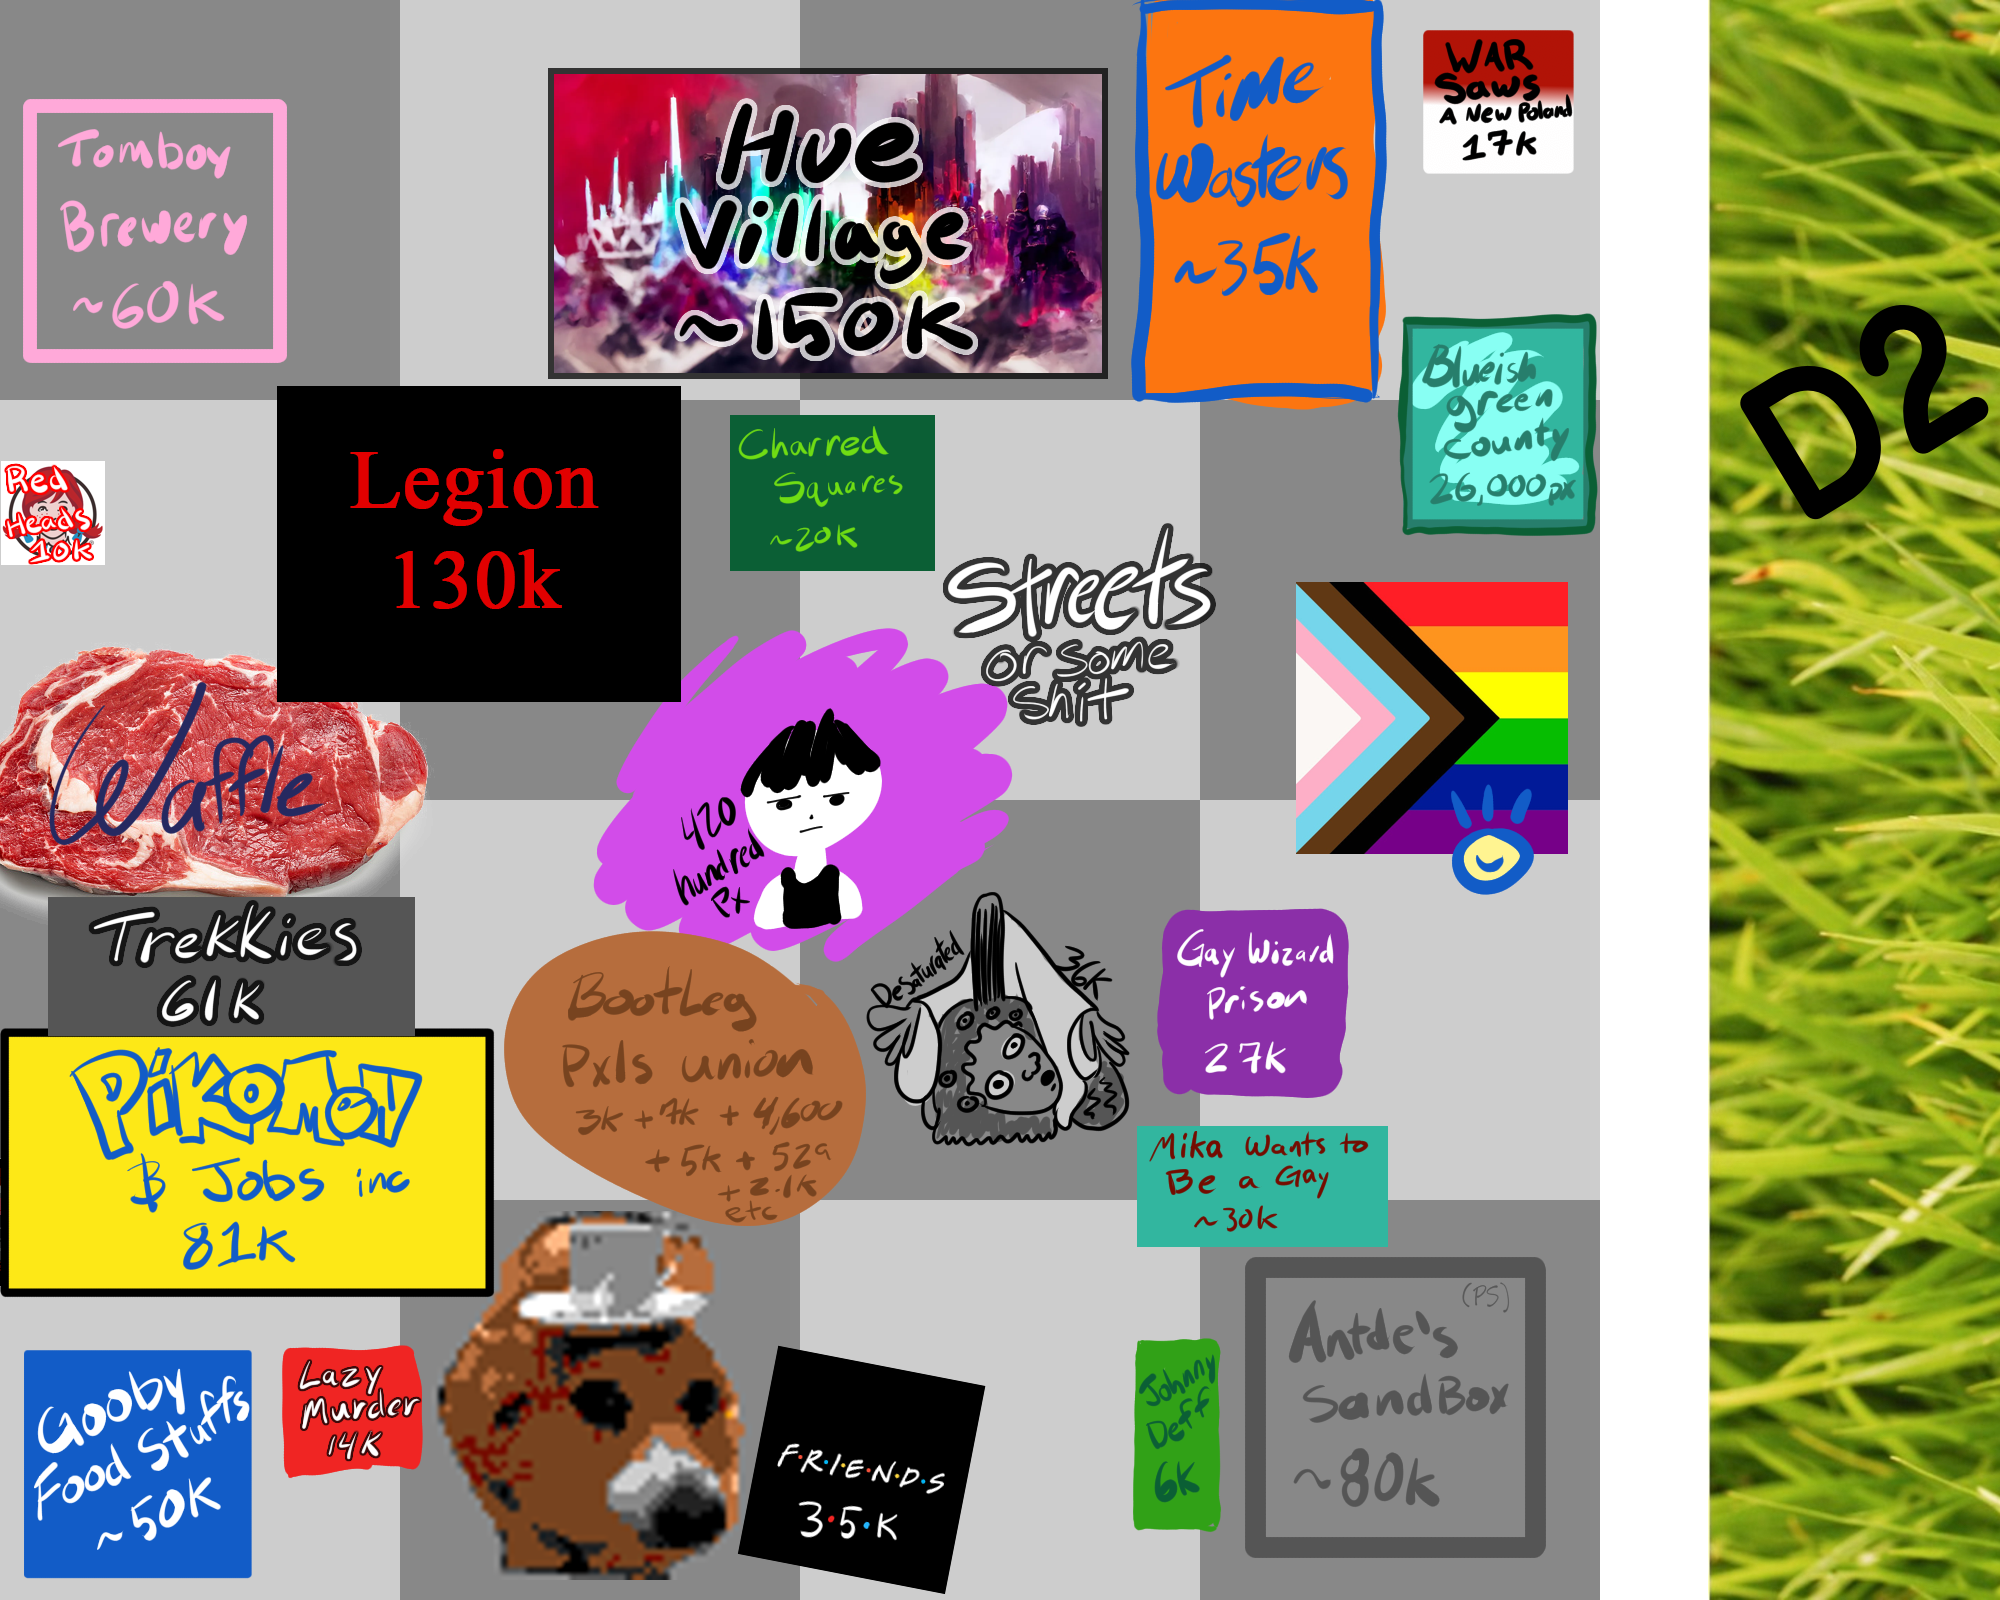 Tomboy
Brewery
~60K
Hue
Village
~150K
Time
Wasters
~35K
WAR
Saws
A New Poland
17K
Blueish
green
county
26,000 px
D2
Red
Heads
10K
Legion
130k
Charred
Squares
~20K
Streets
or some
shit
Waffle
420
hundred
Px
Trekkies
61K
Desaturated
36K
Gay Wizard
Prison
27K
BootLeg
Pxls union
3K + 7K + 4,600
+ 5K + 529
+ 2.1K
etc
PiKoMoN
$ Jobs inc
81K
Mika Wants to
Be a Gay
~30K
Gooby
Food Stuffs
~50K
Lazy
Murder
14K
F·R·I·E·N·D·S
3·5·K
Johnny
Deff
6K
(PS)
Antde's
SandBox
~80K